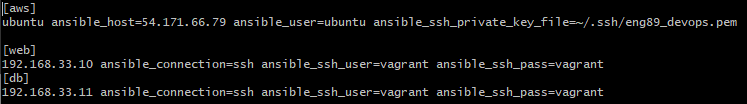 [aws]
ubuntu ansible_host=54.171.66.79 ansible_user=ubuntu ansible_ssh_private_key_file=~/.ssh/eng89_devops.pem
[web]
192.168.33.10 ansible_connection=ssh ansible_ssh_user=vagrant ansible_ssh_pass=vagrant
[db]
192.168.33.11 ansible_connection=ssh ansible_ssh_user=vagrant ansible_ssh_pass=vagrant